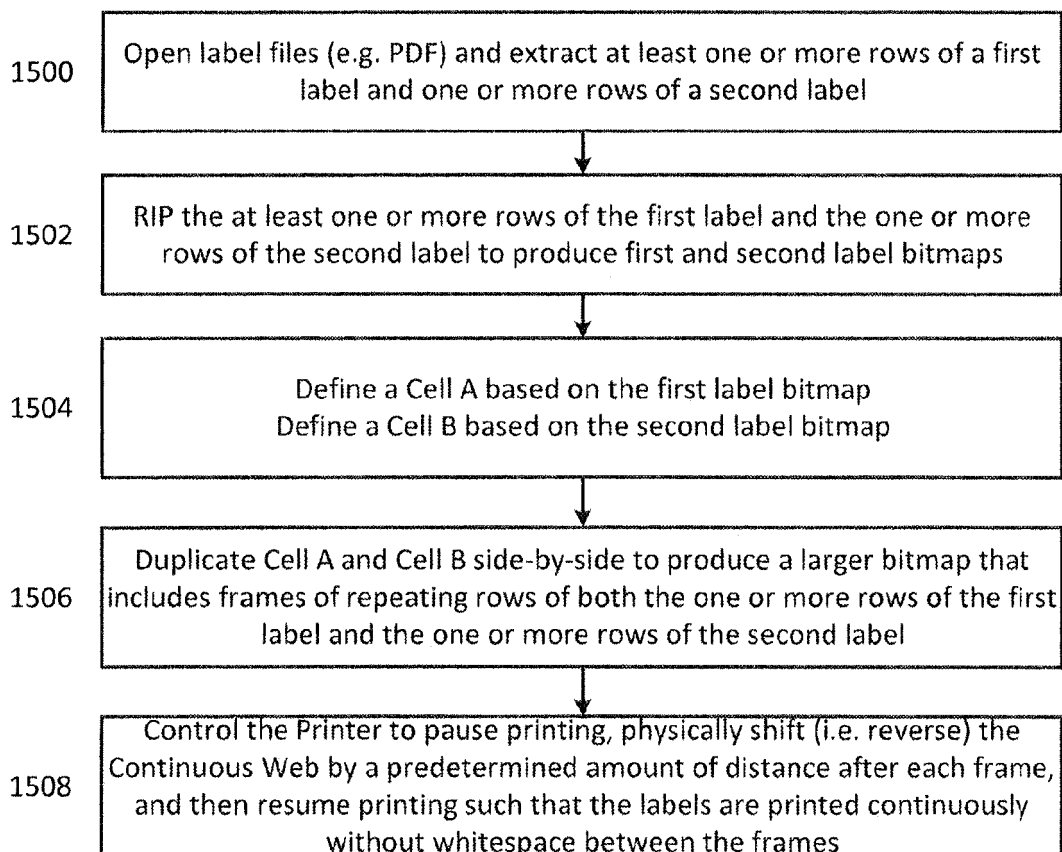 1500
Open label files (e.g. PDF) and extract at least one or more rows of a first
label and one or more rows of a second label
1502
RIP the at least one or more rows of the first label and the one or more
rows of the second label to produce first and second label bitmaps
1504
Define a Cell A based on the first label bitmap
Define a Cell B based on the second label bitmap
1506
Duplicate Cell A and Cell B side-by-side to produce a larger bitmap that
includes frames of repeating rows of both the one or more rows of the first
label and the one or more rows of the second label
1508
Control the Printer to pause printing, physically shift (i.e. reverse) the
Continuous Web by a predetermined amount of distance after each frame,
and then resume printing such that the labels are printed continuously
without whitespace between the frames